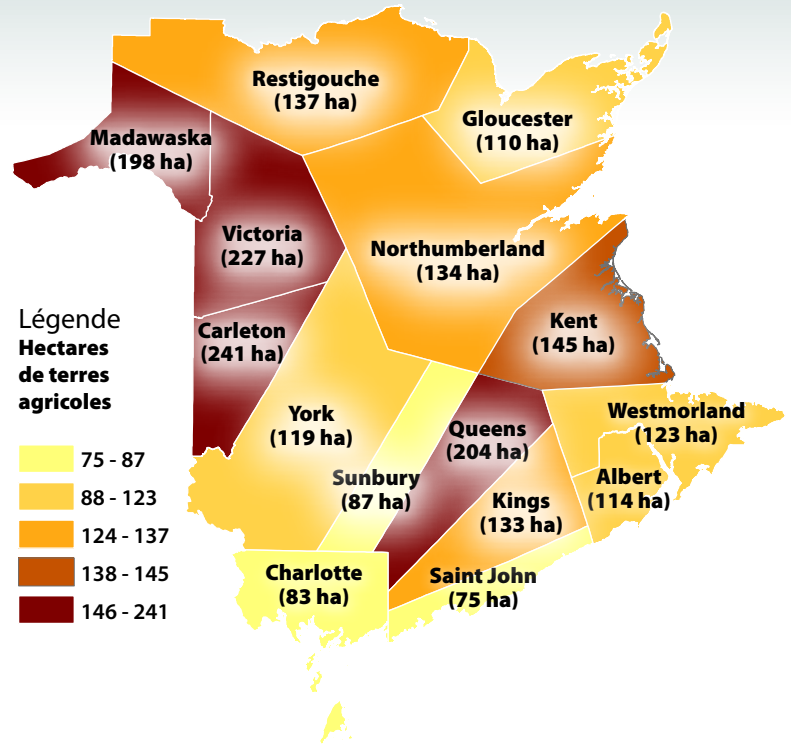 Restigouche
(137 ha)
Gloucester
(110 ha)
Madawaska
(198 ha)
Victoria
(227 ha)
Northumberland
(134 ha)
Kent
(145 ha)
Carleton
(241 ha)
York
(119 ha)
Sunbury
(87 ha)
Queens
(204 ha)
Westmorland
(123 ha)
Albert
(114 ha)
Kings
(133 ha)
Charlotte
(83 ha)
Saint John
(75 ha)
Légende
Hectares
de terres
agricoles
75 - 87
88 - 123
124 - 137
138 - 145
146 - 241